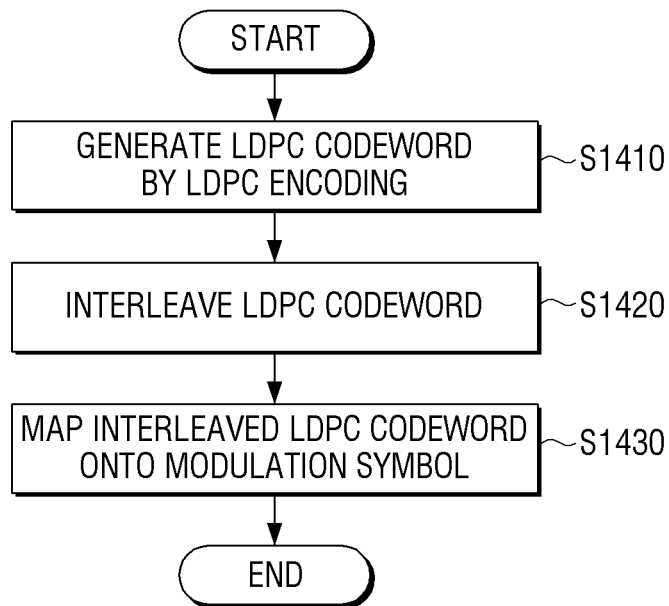 START
GENERATE LDPC CODEWORD
BY LDPC ENCODING
S1410
INTERLEAVE LDPC CODEWORD
S1420
MAP INTERLEAVED LDPC CODEWORD
ONTO MODULATION SYMBOL
S1430
END